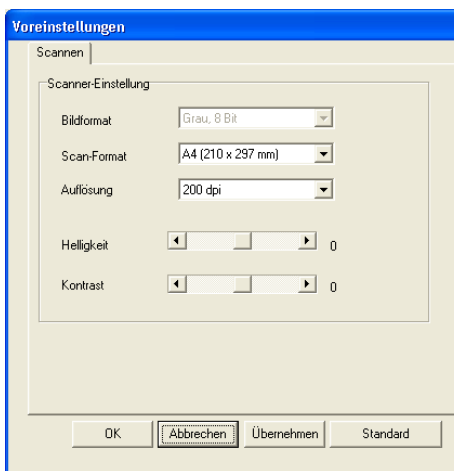 Voreinstellungen
Scannen
Scanner-Einstellung
Bildformat Grau, 8 Bit
Scan-Format A4 (210 x 297 mm)
Auflösung 200 dpi
Helligkeit 0
Kontrast 0
OK Abbrechen Übernehmen Standard